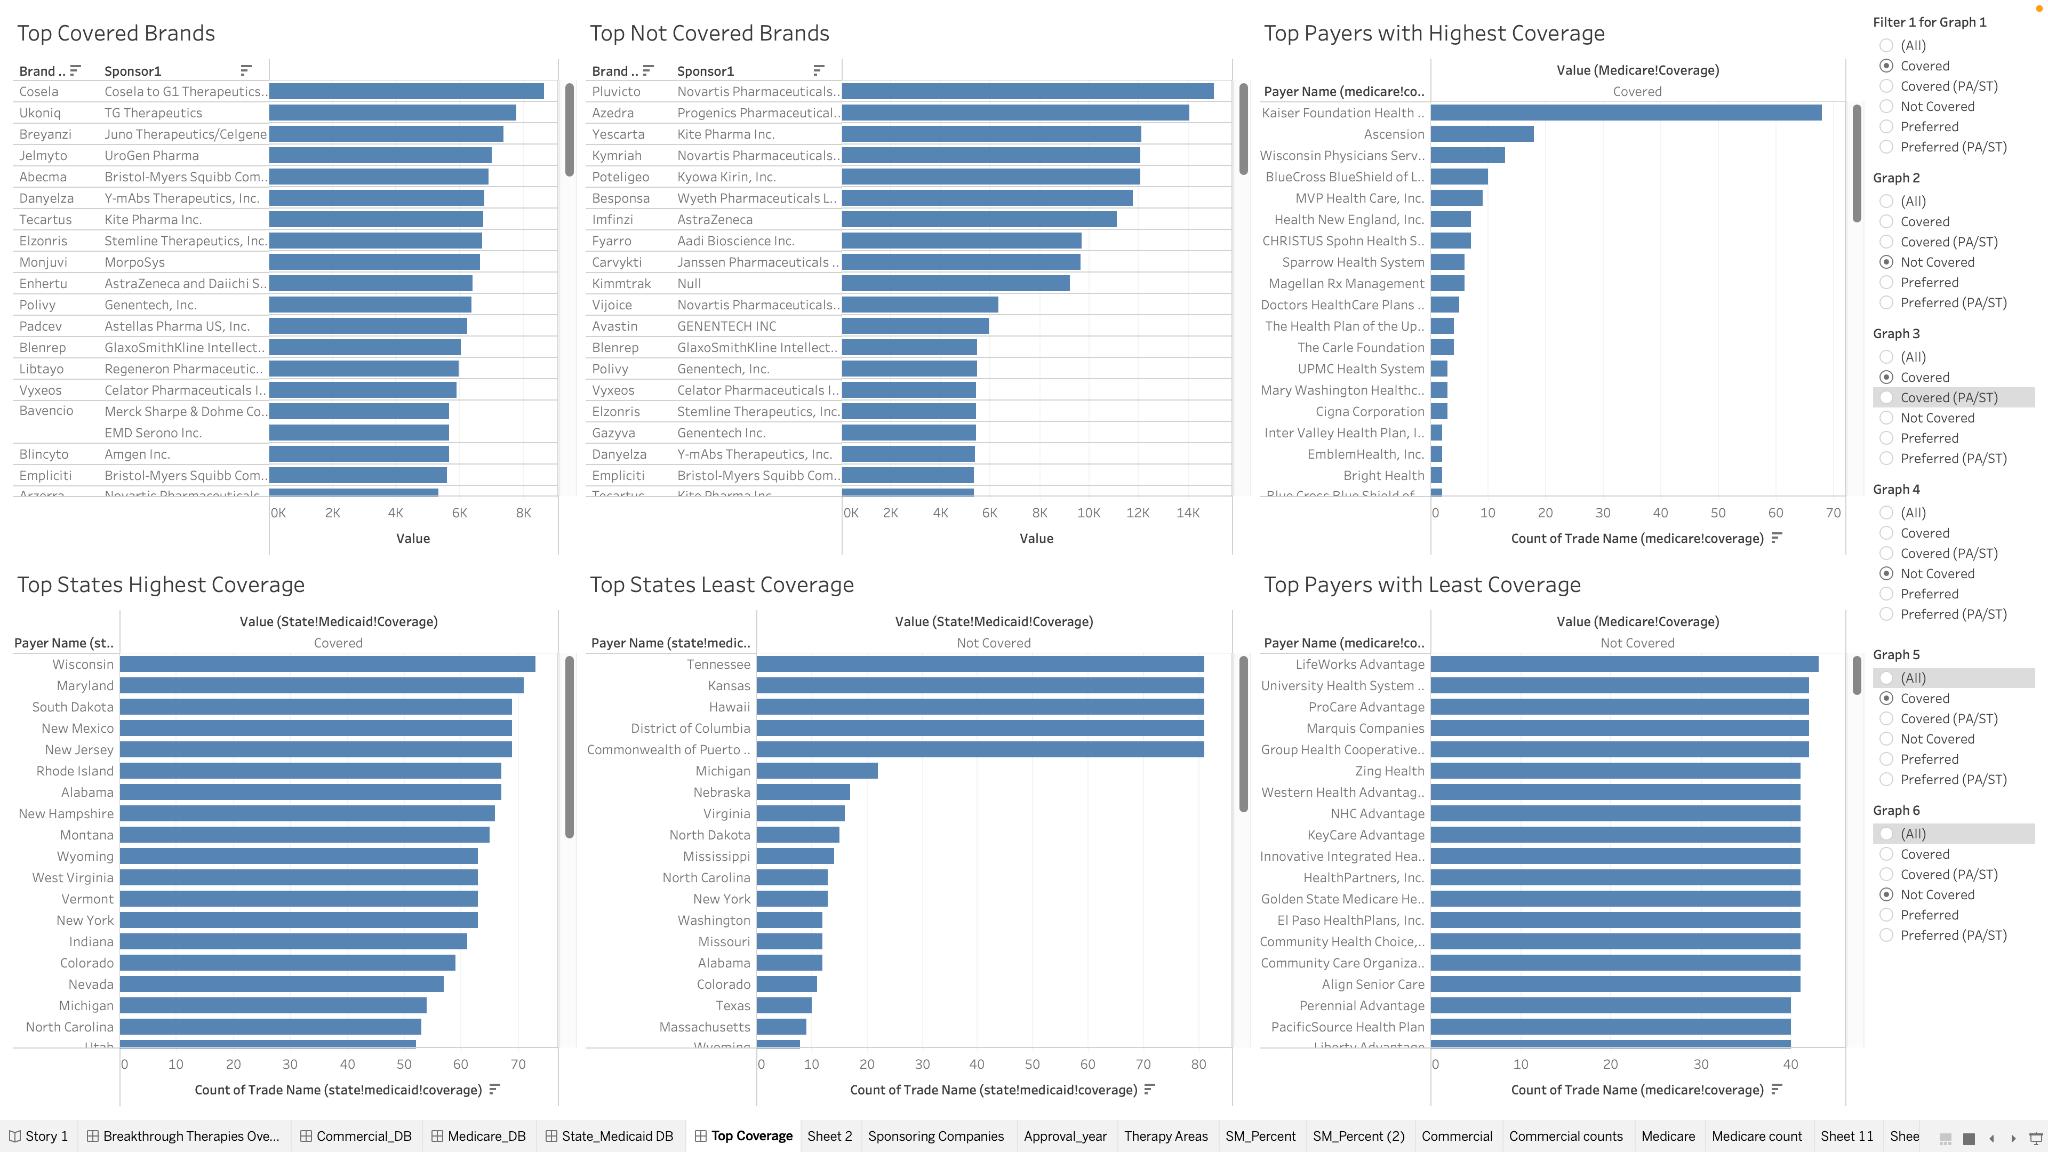 Top Covered Brands
Brand .. Sponsor1
Cosela Cosela to G1 Therapeutics..
Ukoniq TG Therapeutics
Breyanzi Juno Therapeutics/Celgene
Jelmyto UroGen Pharma
Abecma Bristol-Myers Squibb Com..
Danyelza Y-mAbs Therapeutics, Inc.
Tecartus Kite Pharma Inc.
Elzonris Stemline Therapeutics, Inc.
Monjuvi MorpoSys
Enhertu AstraZeneca and Daiichi S..
Polivy Genentech, Inc.
Padcev Astellas Pharma US, Inc.
Blenrep GlaxoSmithKline Intellect..
Libtayo Regeneron Pharmaceutic..
Vyxeos Celator Pharmaceuticals I..
Bavencio Merck Sharpe & Dohme Co..
EMD Serono Inc.
Blincyto Amgen Inc.
Empliciti Bristol-Myers Squibb Com..
Arzerra Novartis Pharmaceuticals
0K 2K 4K 6K 8K
Value
Top Not Covered Brands
Brand .. Sponsor1
Pluvicto Novartis Pharmaceuticals..
Azedra Progenics Pharmaceutical..
Yescarta Kite Pharma Inc.
Kymriah Novartis Pharmaceuticals..
Poteligeo Kyowa Kirin, Inc.
Besponsa Wyeth Pharmaceuticals L..
Imfinzi AstraZeneca
Fyarro Aadi Bioscience Inc.
Carvykti Janssen Pharmaceuticals ..
Kimmtrak Null
Vijoice Novartis Pharmaceuticals..
Avastin GENENTECH INC
Blenrep GlaxoSmithKline Intellect..
Polivy Genentech, Inc.
Vyxeos Celator Pharmaceuticals I..
Elzonris Stemline Therapeutics, Inc.
Gazyva Genentech Inc.
Danyelza Y-mAbs Therapeutics, Inc.
Empliciti Bristol-Myers Squibb Com..
Tecartus Kite Pharma Inc.
0K 2K 4K 6K 8K 10K 12K 14K
Value
Top Payers with Highest Coverage
Value (Medicare!Coverage)
Payer Name (medicare!co.. Covered
Kaiser Foundation Health ..
Ascension
Wisconsin Physicians Serv..
BlueCross BlueShield of L..
MVP Health Care, Inc.
Health New England, Inc.
CHRISTUS Spohn Health S..
Sparrow Health System
Magellan Rx Management
Doctors HealthCare Plans ..
The Health Plan of the Up..
The Carle Foundation
UPMC Health System
Mary Washington Healthc..
Cigna Corporation
Inter Valley Health Plan, I..
EmblemHealth, Inc.
Bright Health
Blue Cross Blue Shield of
0 10 20 30 40 50 60 70
Count of Trade Name (medicare!coverage)
Top States Highest Coverage
Value (State!Medicaid!Coverage)
Payer Name (st.. Covered
Wisconsin
Maryland
South Dakota
New Mexico
New Jersey
Rhode Island
Alabama
New Hampshire
Montana
Wyoming
West Virginia
Vermont
New York
Indiana
Colorado
Nevada
Michigan
North Carolina
Utah
0 10 20 30 40 50 60 70
Count of Trade Name (state!medicaid!coverage)
Top States Least Coverage
Value (State!Medicaid!Coverage)
Payer Name (state!medic.. Not Covered
Tennessee
Kansas
Hawaii
District of Columbia
Commonwealth of Puerto ..
Michigan
Nebraska
Virginia
North Dakota
Mississippi
North Carolina
New York
Washington
Missouri
Alabama
Colorado
Texas
Massachusetts
Wyoming
0 10 20 30 40 50 60 70 80
Count of Trade Name (state!medicaid!coverage)
Top Payers with Least Coverage
Value (Medicare!Coverage)
Payer Name (medicare!co.. Not Covered
LifeWorks Advantage
University Health System ..
ProCare Advantage
Marquis Companies
Group Health Cooperative..
Zing Health
Western Health Advantag..
NHC Advantage
KeyCare Advantage
Innovative Integrated Hea..
HealthPartners, Inc.
Golden State Medicare He..
El Paso HealthPlans, Inc.
Community Health Choice,..
Community Care Organiza..
Align Senior Care
Perennial Advantage
PacificSource Health Plan
Liberty Advantage
0 10 20 30 40
Count of Trade Name (medicare!coverage)
Filter 1 for Graph 1
(All)
Covered
Covered (PA/ST)
Not Covered
Preferred
Preferred (PA/ST)
Graph 2
(All)
Covered
Covered (PA/ST)
Not Covered
Preferred
Preferred (PA/ST)
Graph 3
(All)
Covered
Covered (PA/ST)
Not Covered
Preferred
Preferred (PA/ST)
Graph 4
(All)
Covered
Covered (PA/ST)
Not Covered
Preferred
Preferred (PA/ST)
Graph 5
(All)
Covered
Covered (PA/ST)
Not Covered
Preferred
Preferred (PA/ST)
Graph 6
(All)
Covered
Covered (PA/ST)
Not Covered
Preferred
Preferred (PA/ST)
Story 1 Breakthrough Therapies Ove... Commercial_DB Medicare_DB State_Medicaid DB Top Coverage Sheet 2 Sponsoring Companies Approval_year Therapy Areas SM_Percent SM_Percent (2) Commercial Commercial counts Medicare Medicare count Sheet 11 Shee